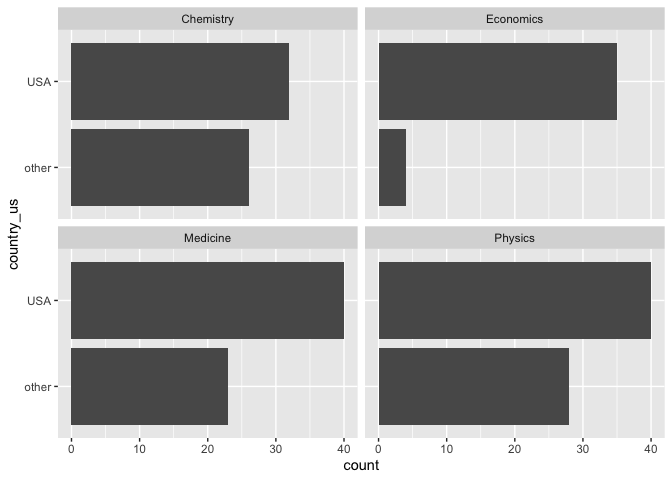 Chemistry
Economics
USA
other
country_us
Medicine
Physics
USA
other
0 10 20 30 40
0 10 20 30 40
count